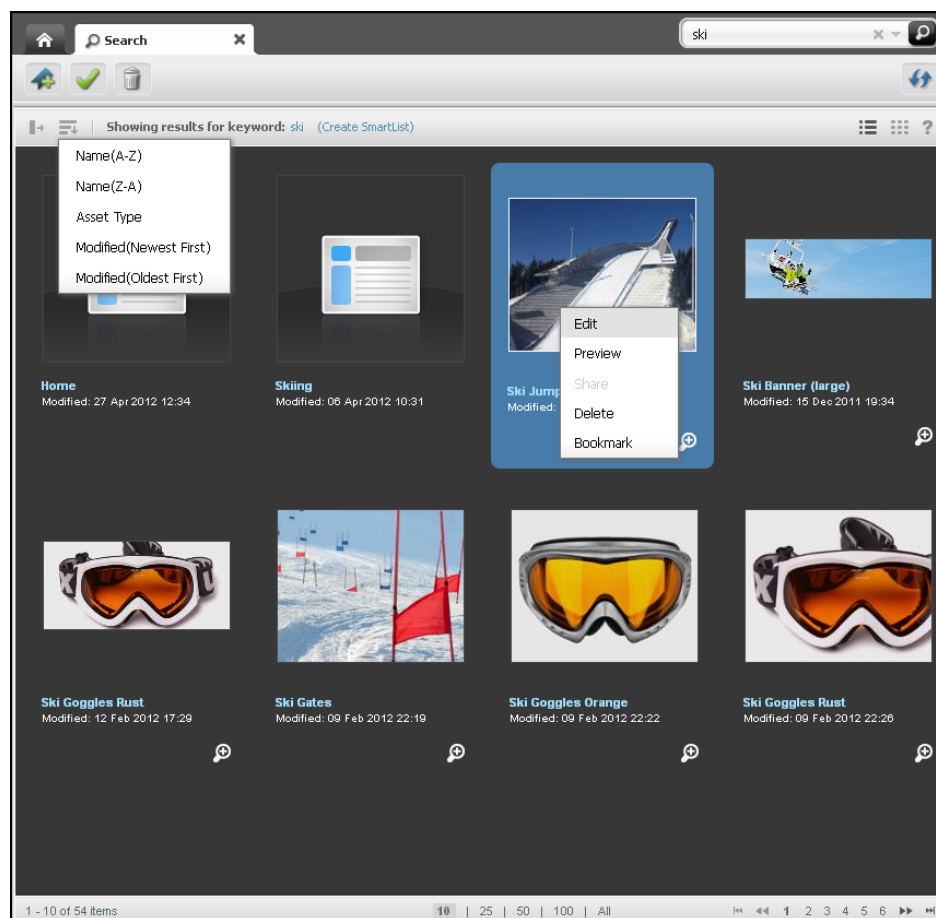 Search
ski
Showing results for keyword: ski (Create SmartList)
?
Name(A-Z)
Name(Z-A)
Asset Type
Modified(Newest First)
Modified(Oldest First)
Edit
Preview
Share
Delete
Bookmark
Home
Modified: 27 Apr 2012 12:34
Skiing
Modified: 06 Apr 2012 10:31
Ski Jump
Modified:
Ski Banner (large)
Modified: 15 Dec 2011 19:34
Ski Goggles Rust
Modified: 12 Feb 2012 17:29
Ski Gates
Modified: 09 Feb 2012 22:19
Ski Goggles Orange
Modified: 09 Feb 2012 22:22
Ski Goggles Rust
Modified: 09 Feb 2012 22:26
1 - 10 of 54 items
10 | 25 | 50 | 100 | All
1 2 3 4 5 6